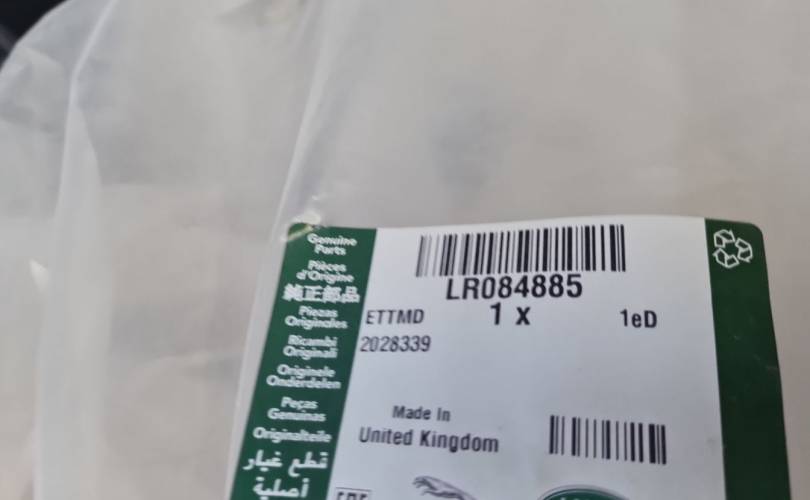 Genuine
Parts
Pièces
d'Origine
純正部品
Piezas
Originales
Ricambi
Originali
Originele
Onderdelen
Peças
Genuínas
Originalteile
قطع غيار
أصلية
LR084885
ETTMD
1 x
1eD
2028339
Made In
United Kingdom